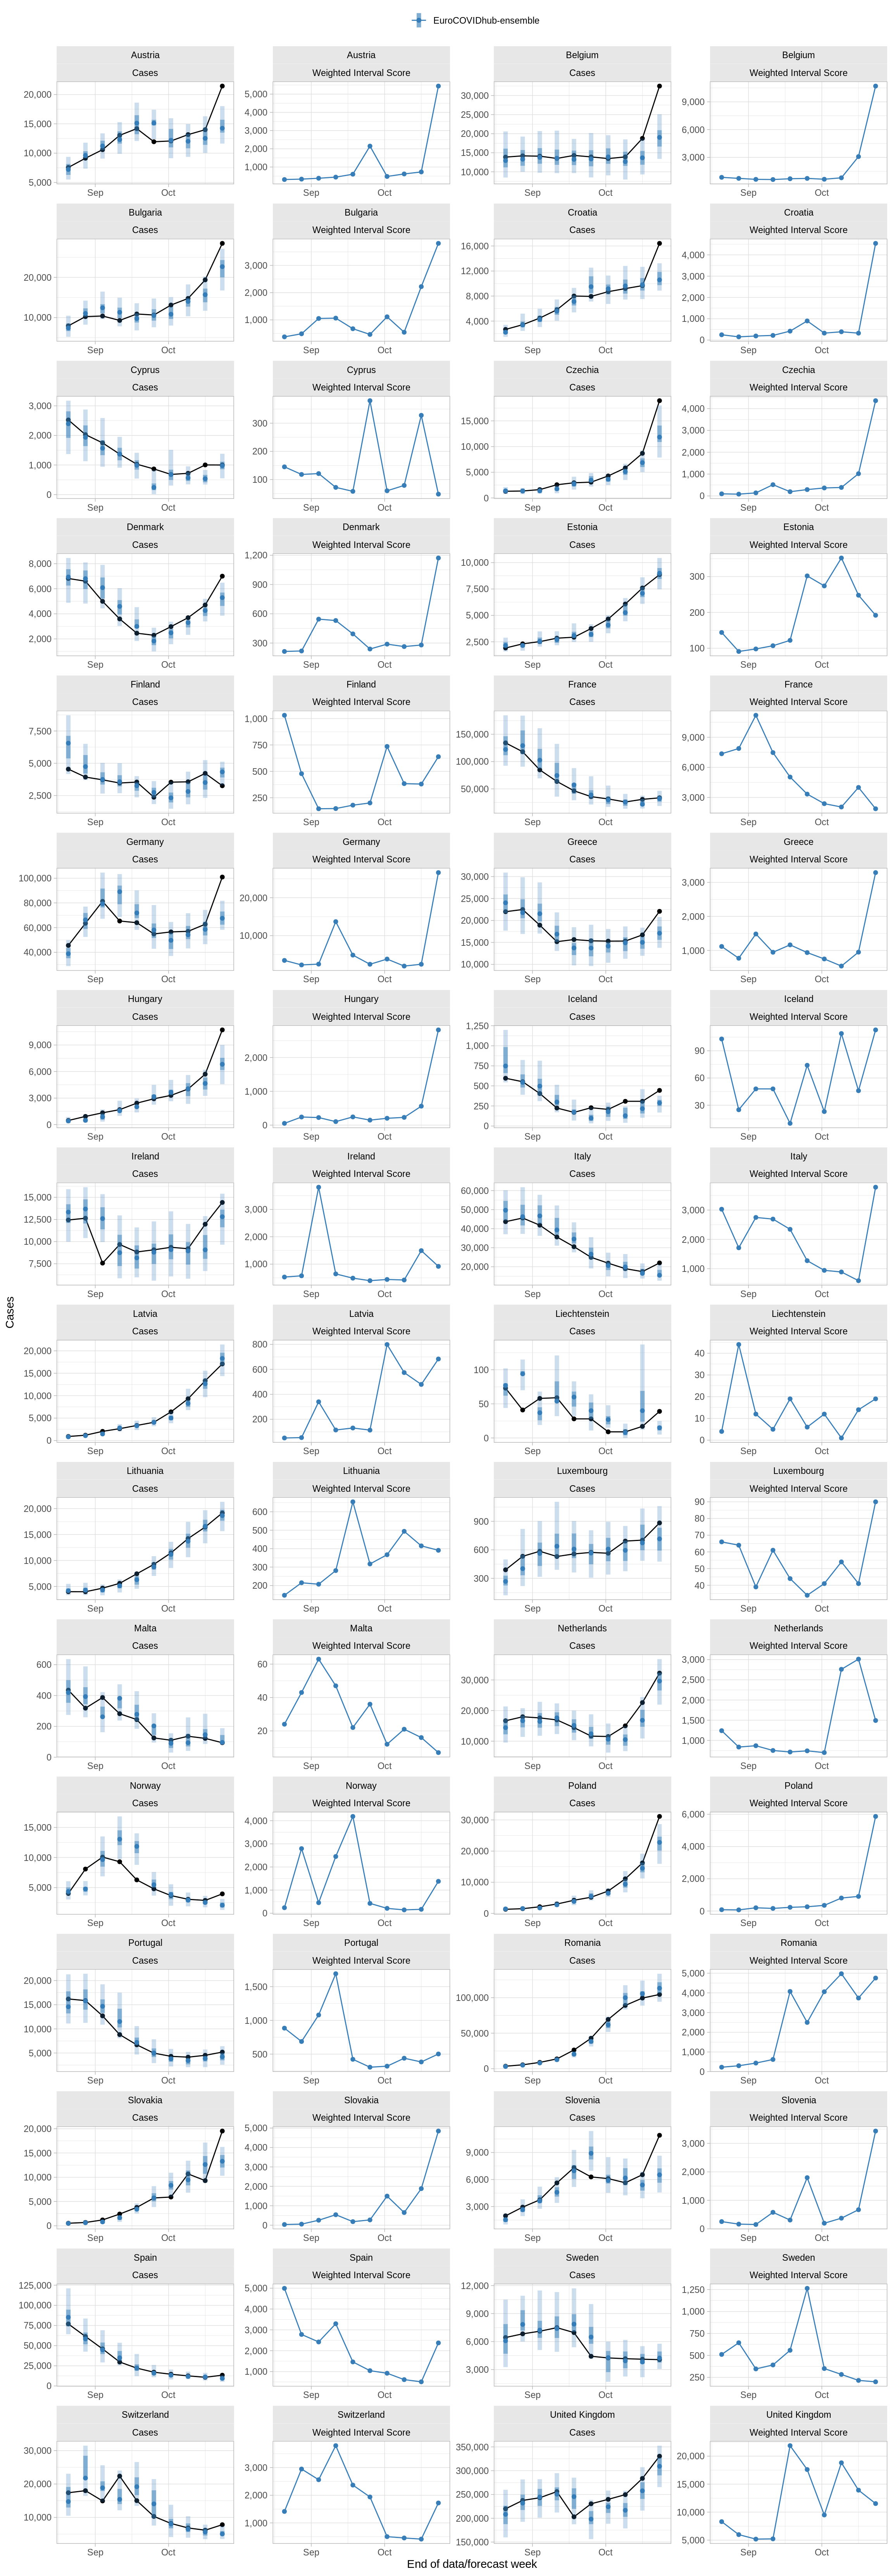 EuroCOVIDhub-ensemble
Austria Austria Belgium Belgium
Cases Weighted Interval Score Cases Weighted Interval Score
20,000 15,000 10,000 5,000
5,000 4,000 3,000 2,000 1,000
30,000 25,000 20,000 15,000 10,000
9,000 6,000 3,000
Sep Oct Sep Oct Sep Oct Sep Oct
Bulgaria Bulgaria Croatia Croatia
Cases Weighted Interval Score Cases Weighted Interval Score
20,000 10,000
3,000 2,000 1,000
16,000 12,000 8,000 4,000
4,000 3,000 2,000 1,000 0
Sep Oct Sep Oct Sep Oct Sep Oct
Cyprus Cyprus Czechia Czechia
Cases Weighted Interval Score Cases Weighted Interval Score
3,000 2,000 1,000 0
300 200 100
15,000 10,000 5,000 0
4,000 3,000 2,000 1,000 0
Sep Oct Sep Oct Sep Oct Sep Oct
Denmark Denmark Estonia Estonia
Cases Weighted Interval Score Cases Weighted Interval Score
8,000 6,000 4,000 2,000
1,200 900 600 300
10,000 7,500 5,000 2,500
300 200 100
Sep Oct Sep Oct Sep Oct Sep Oct
Finland Finland France France
Cases Weighted Interval Score Cases Weighted Interval Score
7,500 5,000 2,500
1,000 750 500 250
150,000 100,000 50,000
9,000 6,000 3,000
Sep Oct Sep Oct Sep Oct Sep Oct
Germany Germany Greece Greece
Cases Weighted Interval Score Cases Weighted Interval Score
100,000 80,000 60,000 40,000
20,000 10,000
30,000 25,000 20,000 15,000 10,000
3,000 2,000 1,000
Sep Oct Sep Oct Sep Oct Sep Oct
Hungary Hungary Iceland Iceland
Cases Weighted Interval Score Cases Weighted Interval Score
9,000 6,000 3,000 0
2,000 1,000 0
1,250 1,000 750 500 250 0
90 60 30
Sep Oct Sep Oct Sep Oct Sep Oct
Ireland Ireland Italy Italy
Cases Weighted Interval Score Cases Weighted Interval Score
15,000 12,500 10,000 7,500
3,000 2,000 1,000
60,000 50,000 40,000 30,000 20,000
3,000 2,000 1,000
Sep Oct Sep Oct Sep Oct Sep Oct
Cases
Latvia Latvia Liechtenstein Liechtenstein
Cases Weighted Interval Score Cases Weighted Interval Score
20,000 15,000 10,000 5,000 0
800 600 400 200
100 50 0
40 30 20 10 0
Sep Oct Sep Oct Sep Oct Sep Oct
Lithuania Lithuania Luxembourg Luxembourg
Cases Weighted Interval Score Cases Weighted Interval Score
20,000 15,000 10,000 5,000
600 500 400 300 200
900 600 300
90 80 70 60 50 40
Sep Oct Sep Oct Sep Oct Sep Oct
Malta Malta Netherlands Netherlands
Cases Weighted Interval Score Cases Weighted Interval Score
600 400 200 0
60 40 20
30,000 20,000 10,000
3,000 2,500 2,000 1,500 1,000
Sep Oct Sep Oct Sep Oct Sep Oct
Norway Norway Poland Poland
Cases Weighted Interval Score Cases Weighted Interval Score
15,000 10,000 5,000
4,000 3,000 2,000 1,000 0
30,000 20,000 10,000 0
6,000 4,000 2,000 0
Sep Oct Sep Oct Sep Oct Sep Oct
Portugal Portugal Romania Romania
Cases Weighted Interval Score Cases Weighted Interval Score
20,000 15,000 10,000 5,000
1,500 1,000 500
100,000 50,000 0
5,000 4,000 3,000 2,000 1,000 0
Sep Oct Sep Oct Sep Oct Sep Oct
Slovakia Slovakia Slovenia Slovenia
Cases Weighted Interval Score Cases Weighted Interval Score
20,000 15,000 10,000 5,000 0
5,000 4,000 3,000 2,000 1,000 0
9,000 6,000 3,000
3,000 2,000 1,000 0
Sep Oct Sep Oct Sep Oct Sep Oct
Spain Spain Sweden Sweden
Cases Weighted Interval Score Cases Weighted Interval Score
125,000 100,000 75,000 50,000 25,000 0
5,000 4,000 3,000 2,000 1,000
12,000 9,000 6,000 3,000
1,250 1,000 750 500 250
Sep Oct Sep Oct Sep Oct Sep Oct
Switzerland Switzerland United Kingdom United Kingdom
Cases Weighted Interval Score Cases Weighted Interval Score
30,000 20,000 10,000
3,000 2,000 1,000
350,000 300,000 250,000 200,000 150,000
20,000 15,000 10,000 5,000
Sep Oct Sep Oct Sep Oct Sep Oct
End of data/forecast week